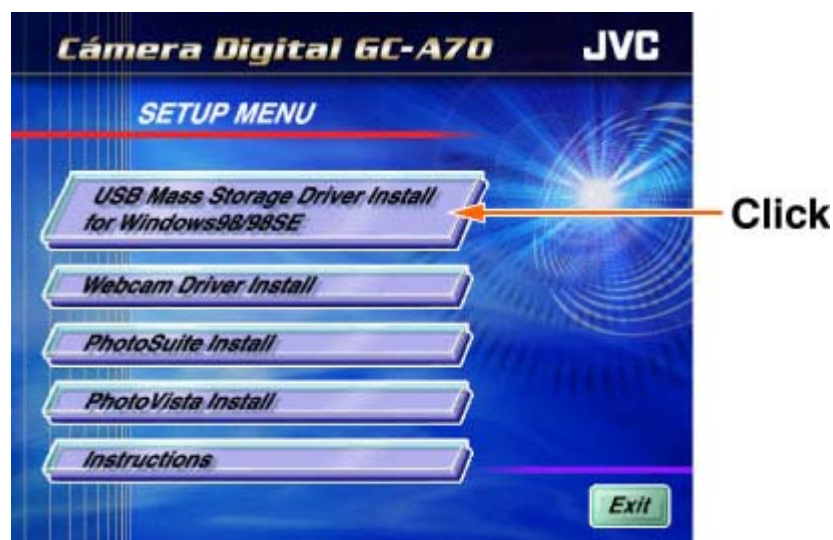 Cámera Digital GC-A70 JVC
SETUP MENU
USB Mass Storage Driver Install
for Windows98/98SE
Click
Webcam Driver Install
PhotoSuite Install
PhotoVista Install
Instructions
Exit